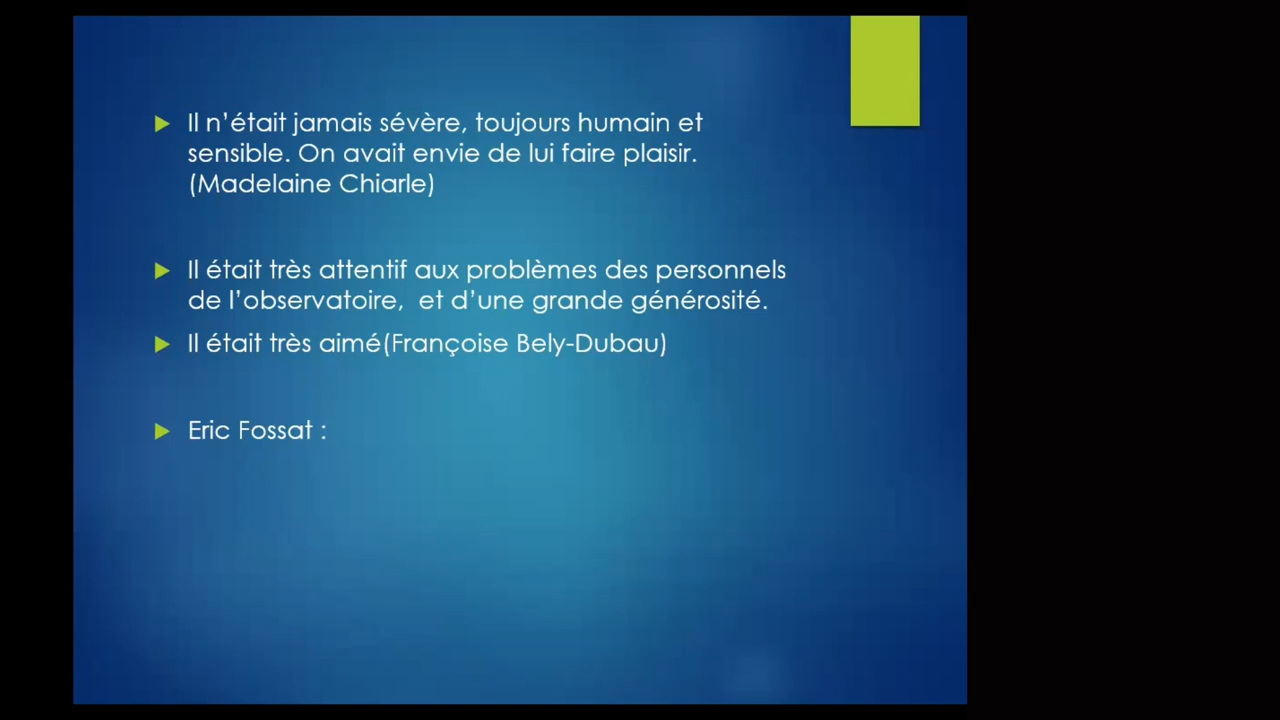 Il n’était jamais sévère, toujours humain et
sensible. On avait envie de lui faire plaisir.
(Madelaine Chiarle)
Il était très attentif aux problèmes des personnels
de l’observatoire,  et d’une grande générosité.
Il était très aimé(Françoise Bely-Dubau)
Eric Fossat :